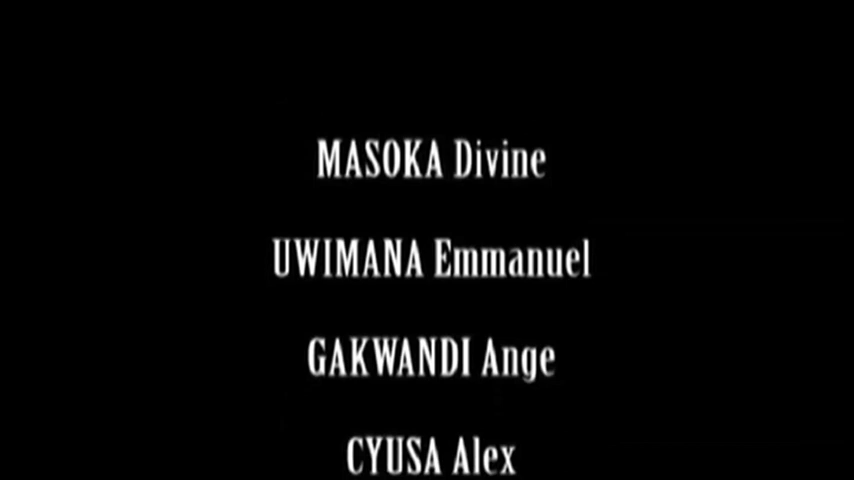 MASOKA Divine
UWIMANA Emmanuel
GAKWANDI Ange
CYUSA Alex